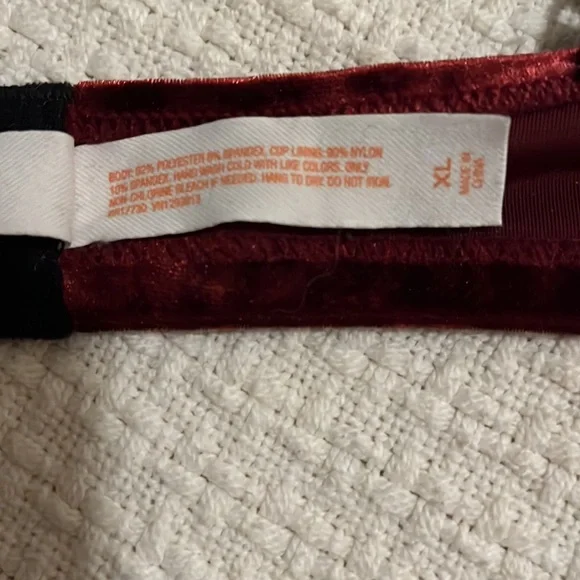 BODY: 92% POLYESTER 8% SPANDEX. CUP LINING: 90% NYLON
10% SPANDEX. HAND WASH COLD WITH LIKE COLORS. ONLY
NON-CHLORINE BLEACH IF NEEDED. HANG TO DRY. DO NOT IRON.
XL
MADE IN
CHINA